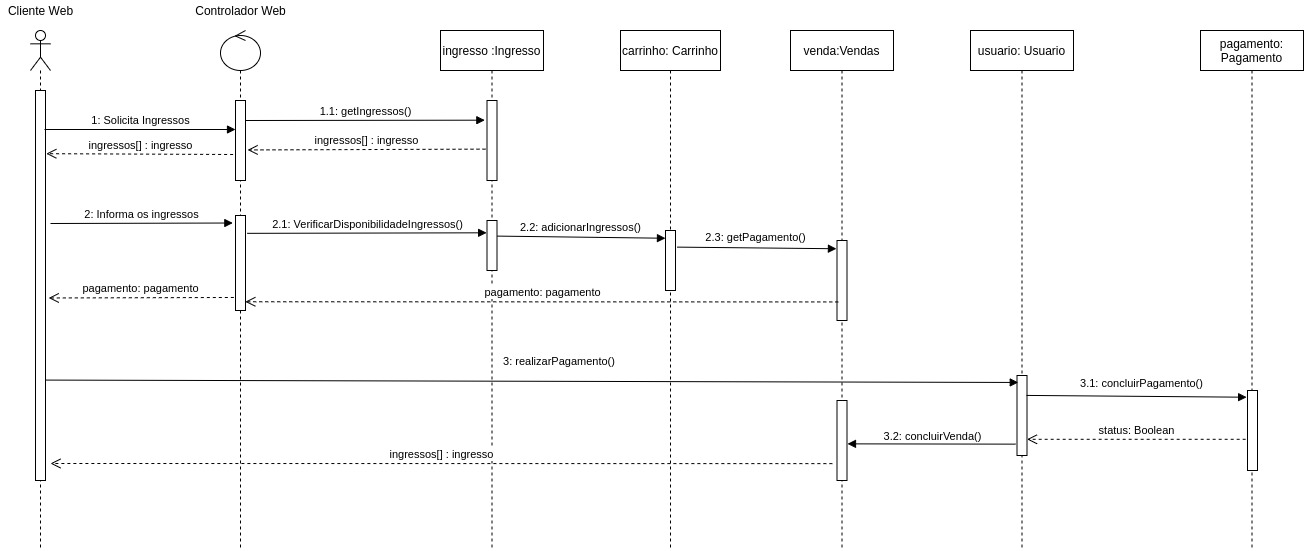 Cliente Web
Controlador Web
ingresso :Ingresso
carrinho: Carrinho
venda:Vendas
usuario: Usuario
pagamento:
Pagamento
1: Solicita Ingressos
1.1: getIngressos()
ingressos[] : ingresso
ingressos[] : ingresso
2: Informa os ingressos
2.1: VerificarDisponibilidadeIngressos()
2.2: adicionarIngressos()
2.3: getPagamento()
pagamento: pagamento
pagamento: pagamento
3: realizarPagamento()
3.1: concluirPagamento()
status: Boolean
3.2: concluirVenda()
ingressos[] : ingresso